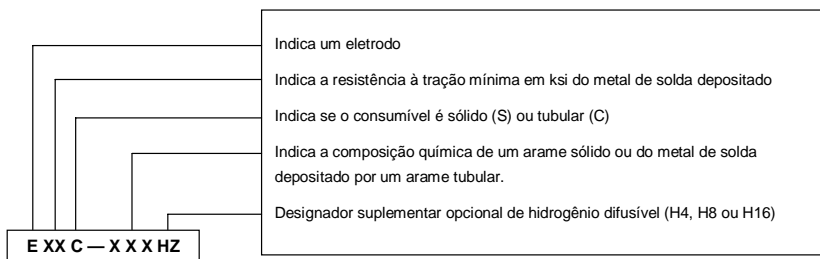 Indica um eletrodo
Indica a resistência à tração mínima em ksi do metal de solda depositado
Indica se o consumível é sólido (S) ou tubular (C)
Indica a composição química de um arame sólido ou do metal de solda
depositado por um arame tubular.
Designador suplementar opcional de hidrogênio difusível (H4, H8 ou H16)
E XX C — X X X HZ